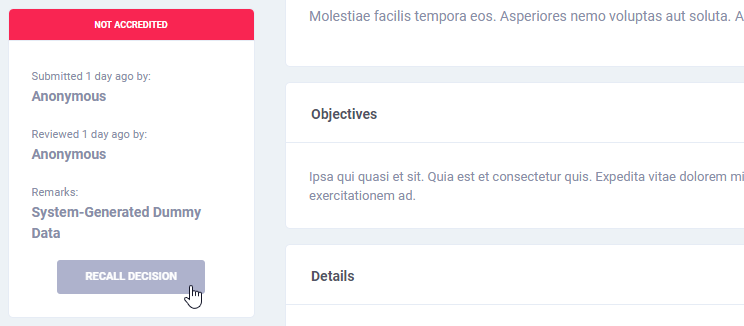 NOT ACCREDITED
Submitted 1 day ago by:
Anonymous
Reviewed 1 day ago by:
Anonymous
Remarks:
System-Generated Dummy
Data
RECALL DECISION
Molestiae facilis tempora eos. Asperiores nemo voluptas aut soluta. A
Objectives
Ipsa qui quasi et sit. Quia est et consectetur quis. Expedita vitae dolorem mi
exercitationem ad.
Details